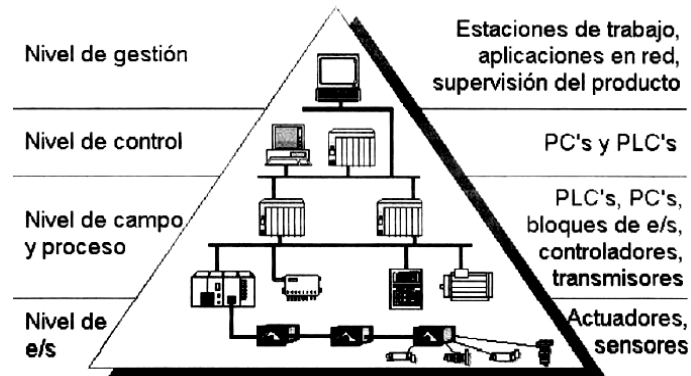 Nivel de gestión
Estaciones de trabajo,
aplicaciones en red,
supervisión del producto
Nivel de control
PC's y PLC's
Nivel de campo
y proceso
PLC's, PC's,
bloques de e/s,
controladores,
transmisores
Nivel de
e/s
Actuadores,
sensores